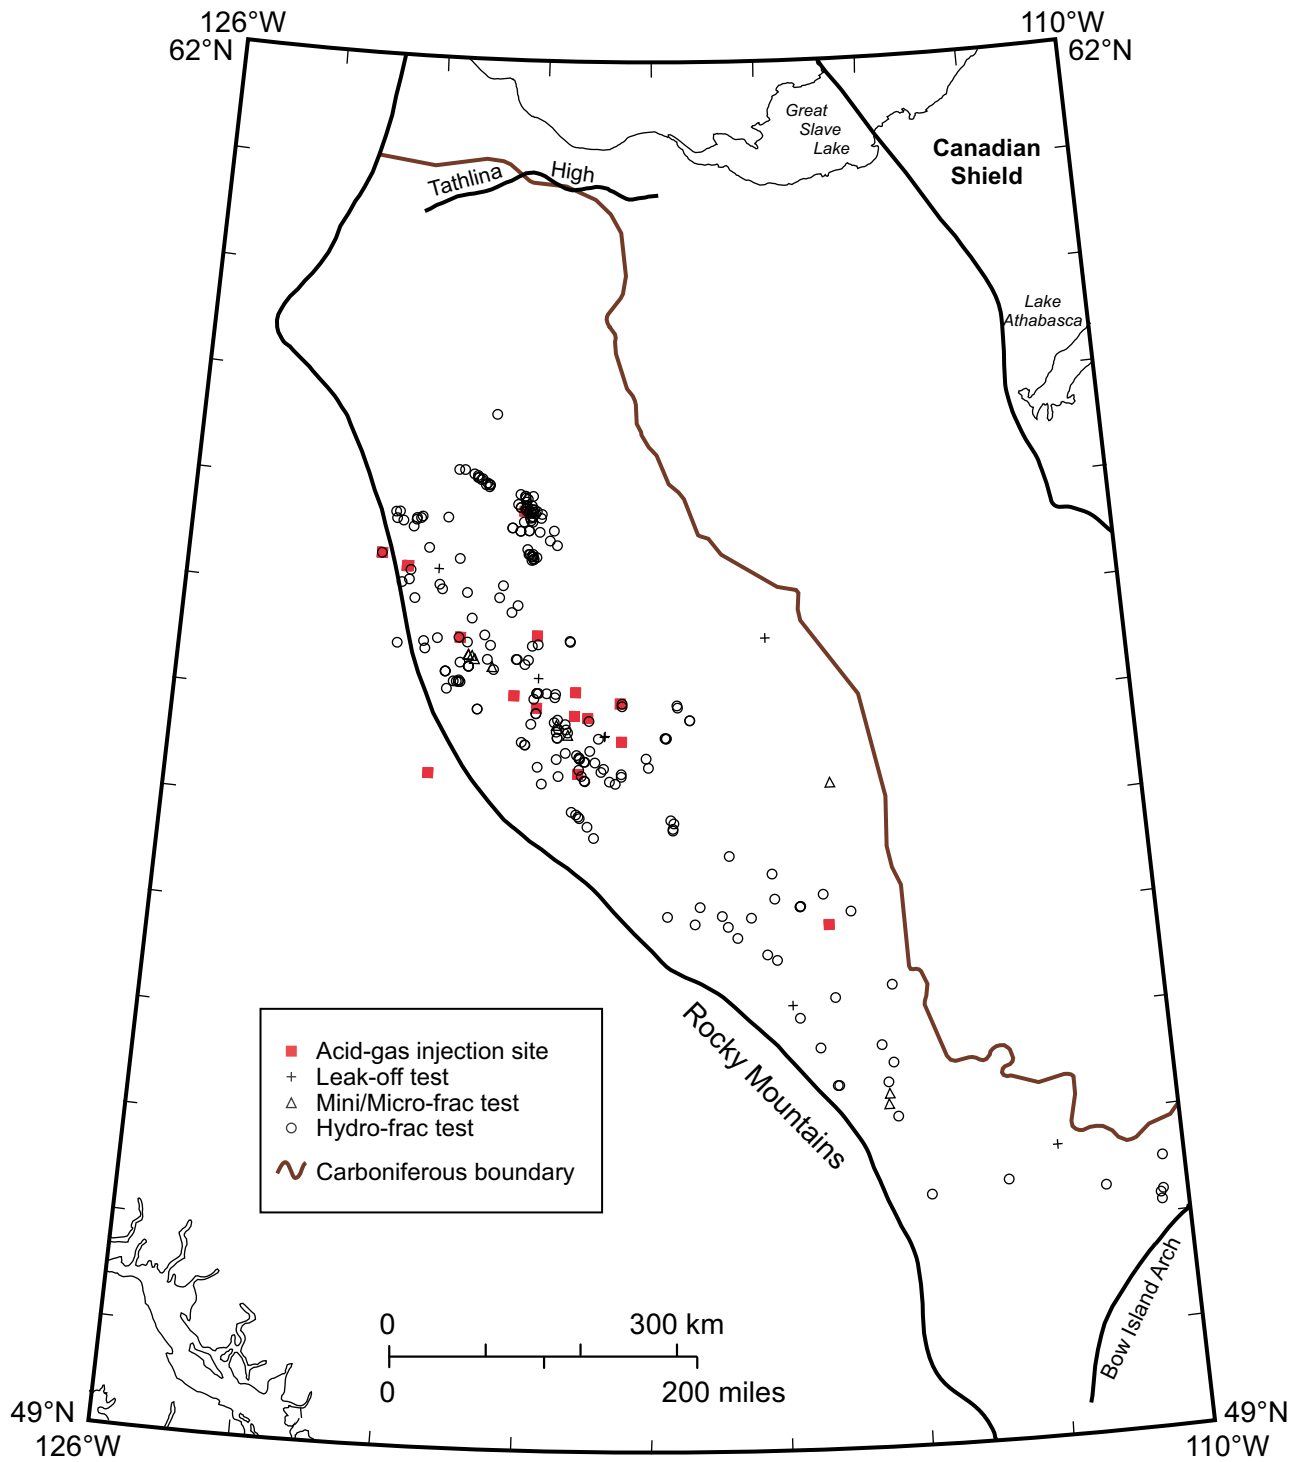 126°W
110°W
62°N
62°N
Great
Slave
Lake
Canadian
Shield
Tathlina High
Lake
Athabasca
Rocky Mountains
Acid-gas injection site
Leak-off test
Mini/Micro-frac test
Hydro-frac test
Carboniferous boundary
Bow Island Arch
0 300 km
0 200 miles
49°N
49°N
126°W
110°W